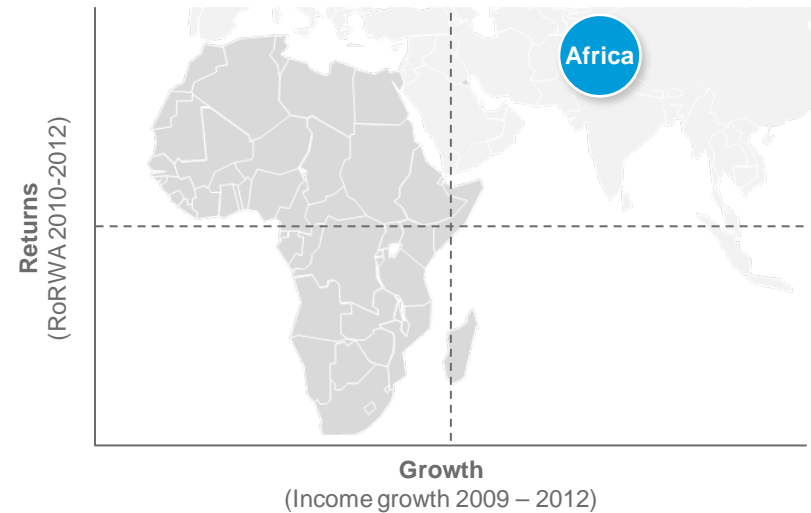 Africa
Returns
(RoRWA 2010-2012)
Growth
(Income growth 2009 – 2012)